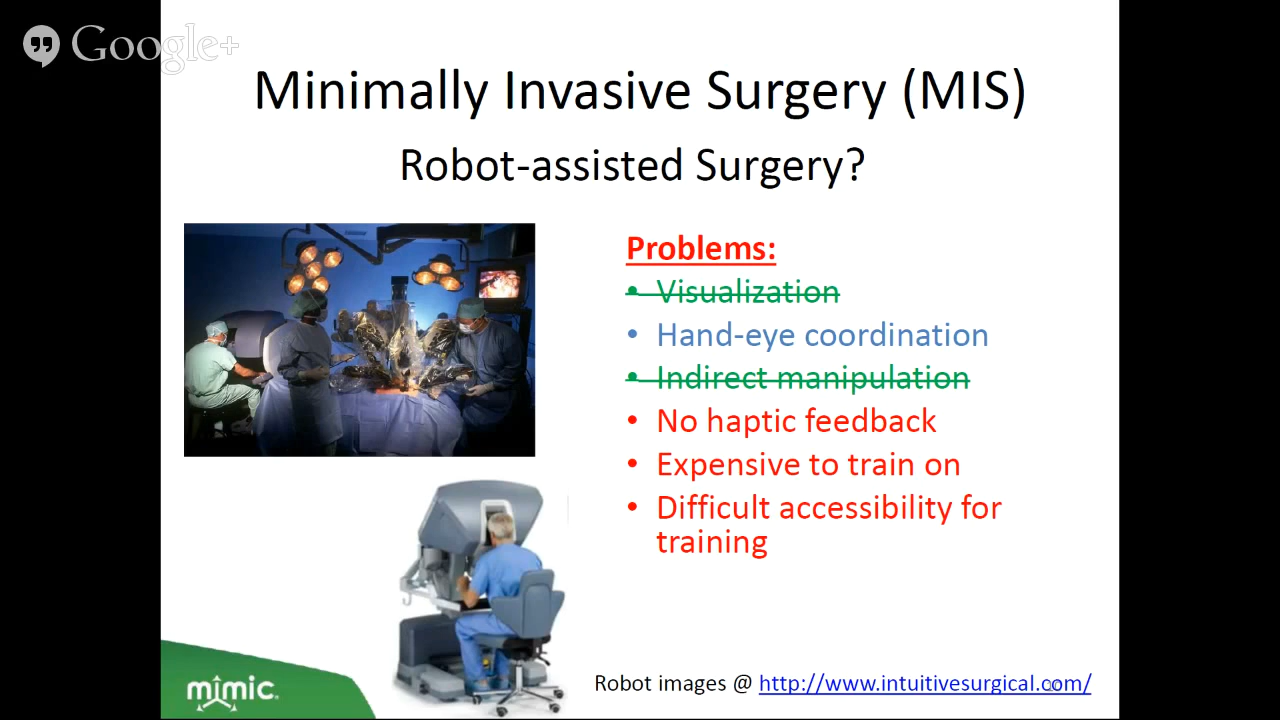 Google+
Minimally Invasive Surgery (MIS)
Robot-assisted Surgery?
Problems:
• Visualization
• Hand-eye coordination
• Indirect manipulation
• No haptic feedback
• Expensive to train on
• Difficult accessibility for
training
mimic.
Robot images @ http://www.intuitivesurgical.com/